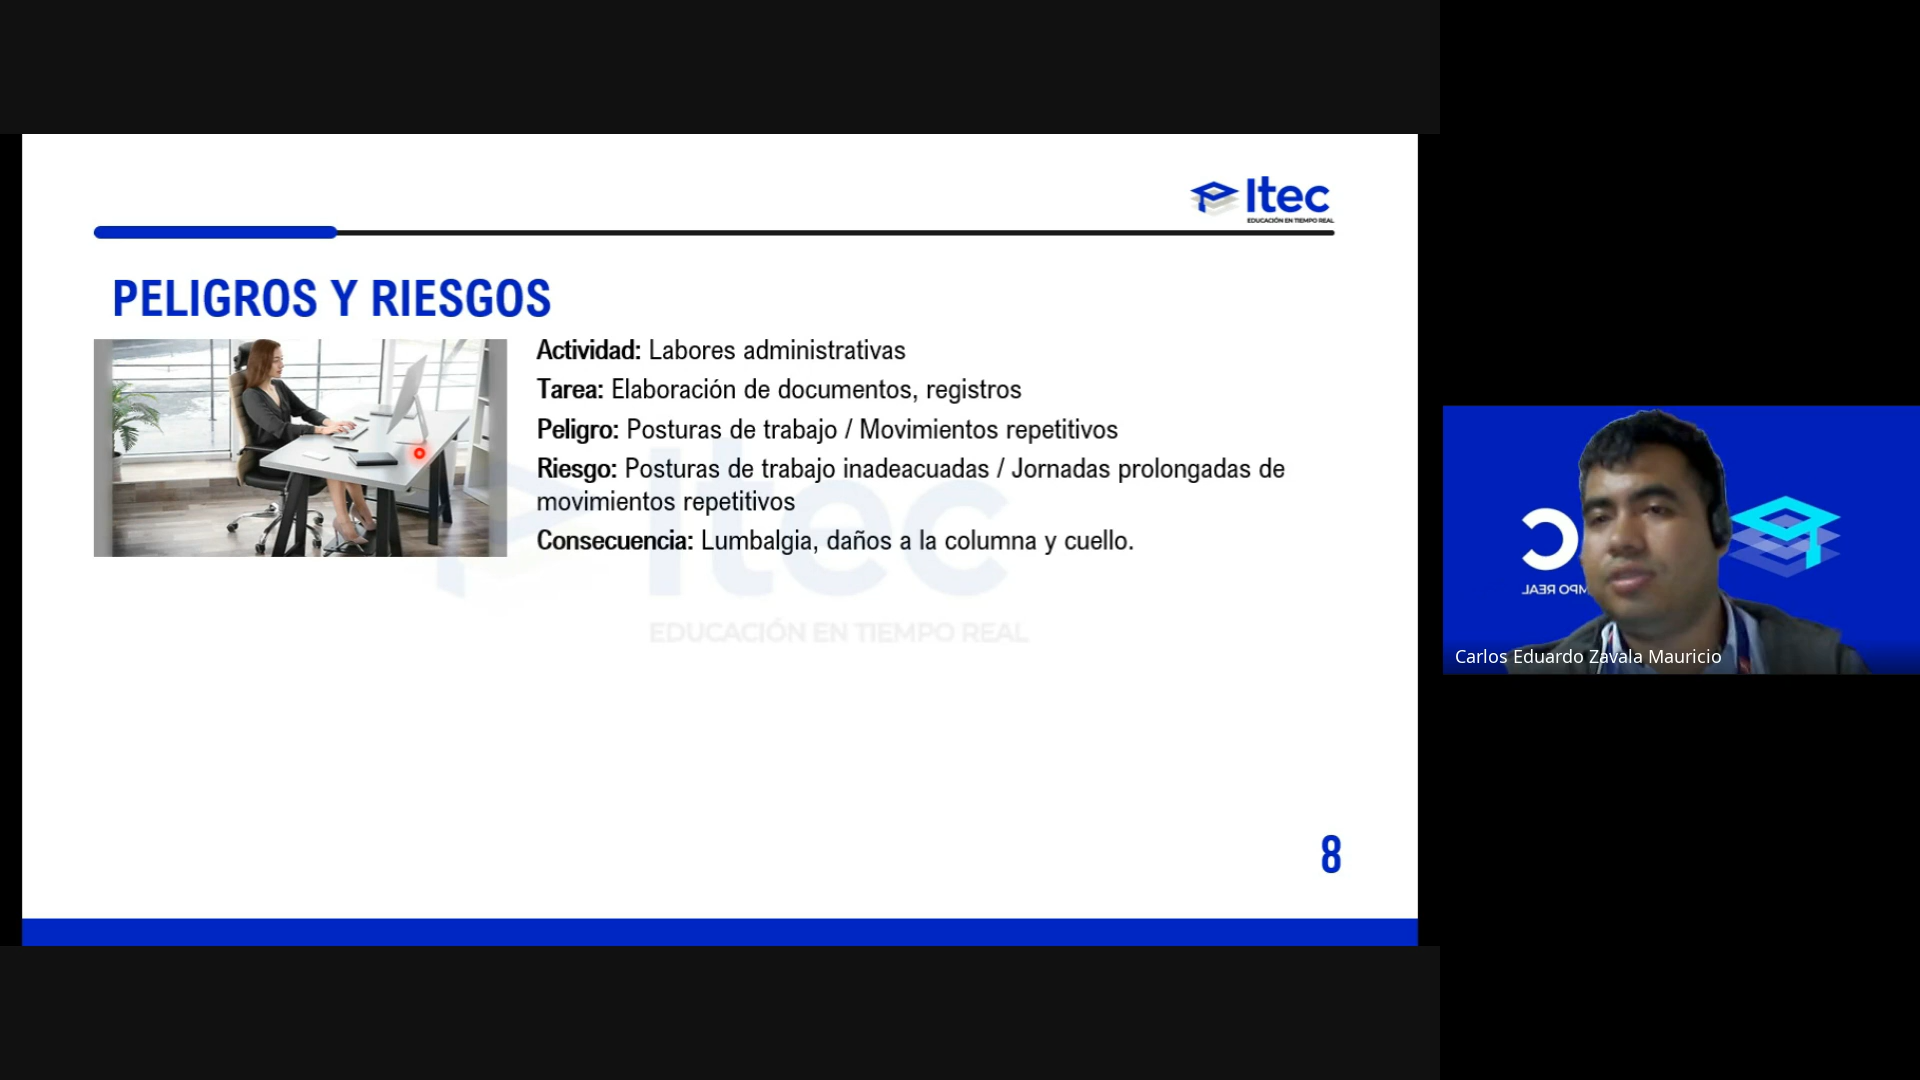 Itec
EDUCACIÓN EN TIEMPO REAL
PELIGROS Y RIESGOS
Actividad: Labores administrativas
Tarea: Elaboración de documentos, registros
Peligro: Posturas de trabajo / Movimientos repetitivos
Riesgo: Posturas de trabajo inadeacuadas / Jornadas prolongadas de
movimientos repetitivos
Consecuencia: Lumbalgia, daños a la columna y cuello.
Itec
EDUCACIÓN EN TIEMPO REAL
8
C
MPO REAL
Carlos Eduardo Zavala Mauricio